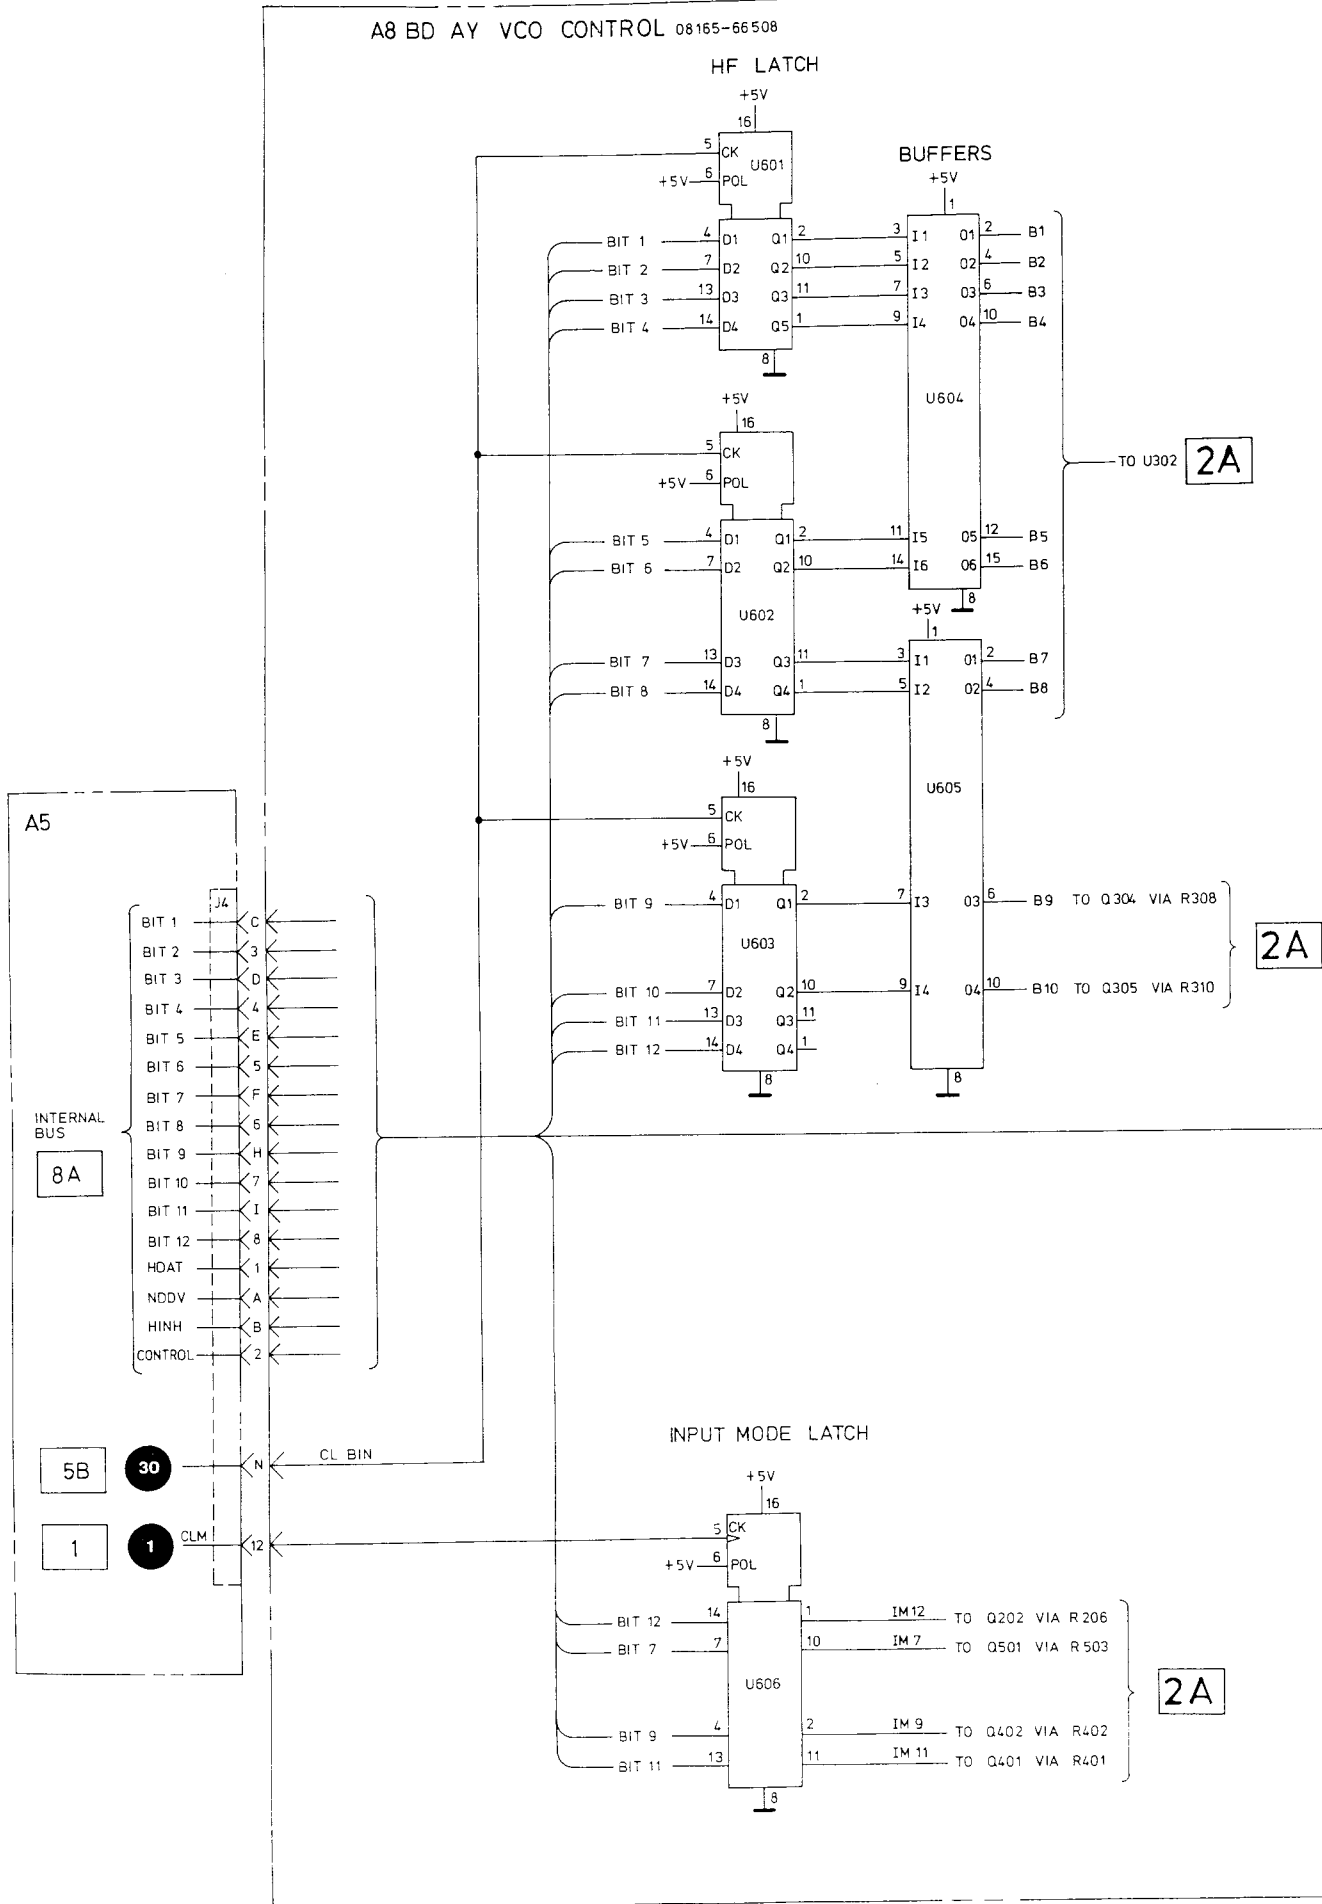 A8 BD AY VCO CONTROL 08165-66508
HF LATCH
+5V
16
5 CK U601
+5V 6 POL
BUFFERS
+5V
1
BIT 1 4 D1 Q1 2 3 I1 O1 2 B1
BIT 2 7 D2 Q2 10 5 I2 O2 4 B2
BIT 3 13 D3 Q3 11 7 I3 O3 6 B3
BIT 4 14 D4 Q5 1 9 I4 O4 10 B4
8
U604
+5V
16
5 CK
+5V 6 POL
TO U302 2A
BIT 5 4 D1 Q1 2 11 I5 O5 12 B5
BIT 6 7 D2 Q2 10 14 I6 O6 15 B6
8
U602
+5V
1
BIT 7 13 D3 Q3 11 3 I1 O1 2 B7
BIT 8 14 D4 Q4 1 5 I2 O2 4 B8
8
+5V
16
U605
5 CK
+5V 6 POL
A5
J4
BIT 9 4 D1 Q1 2 7 I3 O3 6 B9 TO Q304 VIA R308
U603
2A
BIT 10 7 D2 Q2 10 9 I4 O4 10 B10 TO Q305 VIA R310
BIT 11 13 D3 Q3 11
BIT 12 14 D4 Q4 1
8
8
BIT 1 C
BIT 2 3
BIT 3 D
BIT 4 4
BIT 5 E
BIT 6 5
BIT 7 F
BIT 8 6
BIT 9 H
BIT 10 7
BIT 11 I
BIT 12 8
HDAT 1
NDDV A
HINH B
CONTROL 2
INTERNAL
BUS
8A
5B 30 N CL BIN
1 1 CLM 12
INPUT MODE LATCH
+5V
16
5 CK
+5V 6 POL
BIT 12 14 1 IM12 TO Q202 VIA R206
BIT 7 7 10 IM 7 TO Q501 VIA R503
U606
2A
BIT 9 4 2 IM 9 TO Q402 VIA R402
BIT 11 13 11 IM 11 TO Q401 VIA R401
8